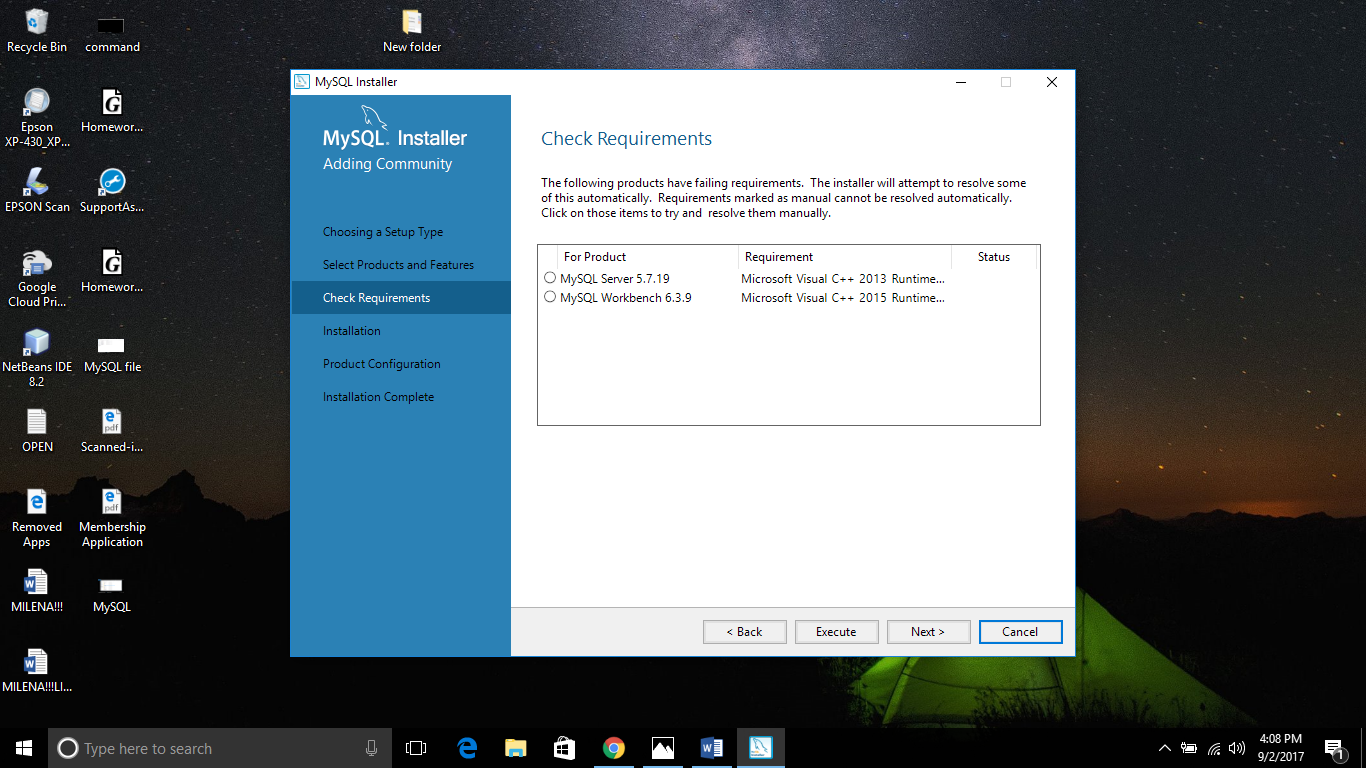 Recycle Bin
command
New folder
Epson
XP-430_XP...
Homewor...
EPSON Scan
SupportAs...
Google
Cloud Pri...
Homewor...
NetBeans IDE
8.2
MySQL file
OPEN
Scanned-i...
Removed
Apps
Membership
Application
MILENA!!!
MySQL
MILENA!!!LI...
MySQL Installer
MySQL. Installer
Adding Community
Choosing a Setup Type
Select Products and Features
Check Requirements
Installation
Product Configuration
Installation Complete
Check Requirements
The following products have failing requirements.  The installer will attempt to resolve some
of this automatically.  Requirements marked as manual cannot be resolved automatically.
Click on those items to try and  resolve them manually.
For Product Requirement Status
MySQL Server 5.7.19 Microsoft Visual C++ 2013 Runtime...
MySQL Workbench 6.3.9 Microsoft Visual C++ 2015 Runtime...
< Back Execute Next > Cancel
Type here to search
4:08 PM
9/2/2017
1